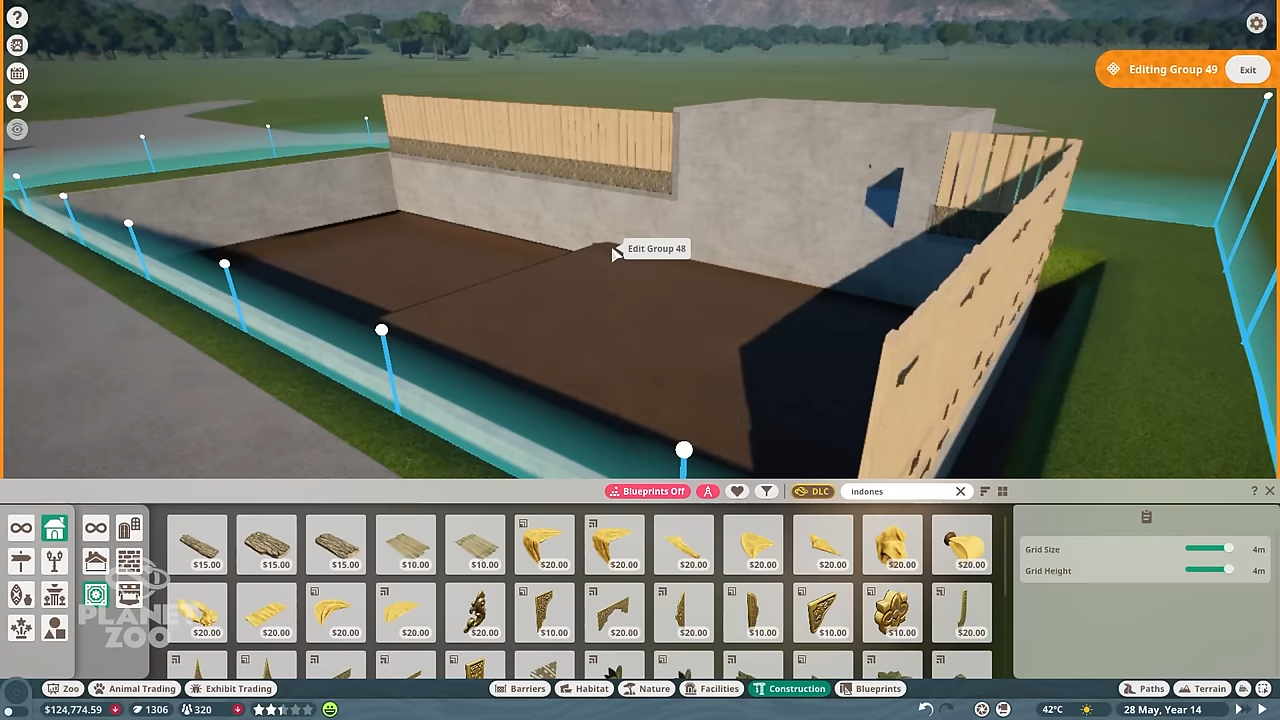 ?
Editing Group 49
Exit
Edit Group 48
Blueprints Off
DLC
indones
? 
$15.00 $15.00 $15.00 $10.00 $10.00 $20.00 $20.00 $20.00 $20.00 $20.00 $20.00 $20.00
$20.00 $20.00 $20.00 $20.00 $20.00 $10.00 $20.00 $20.00 $10.00 $10.00 $10.00 $20.00
Grid Size 4m
Grid Height 4m
PLANET
ZOO
Zoo Animal Trading Exhibit Trading Barriers Habitat Nature Facilities Construction Blueprints Paths Terrain
$124,774.59 1306 320 42°C 28 May, Year 14